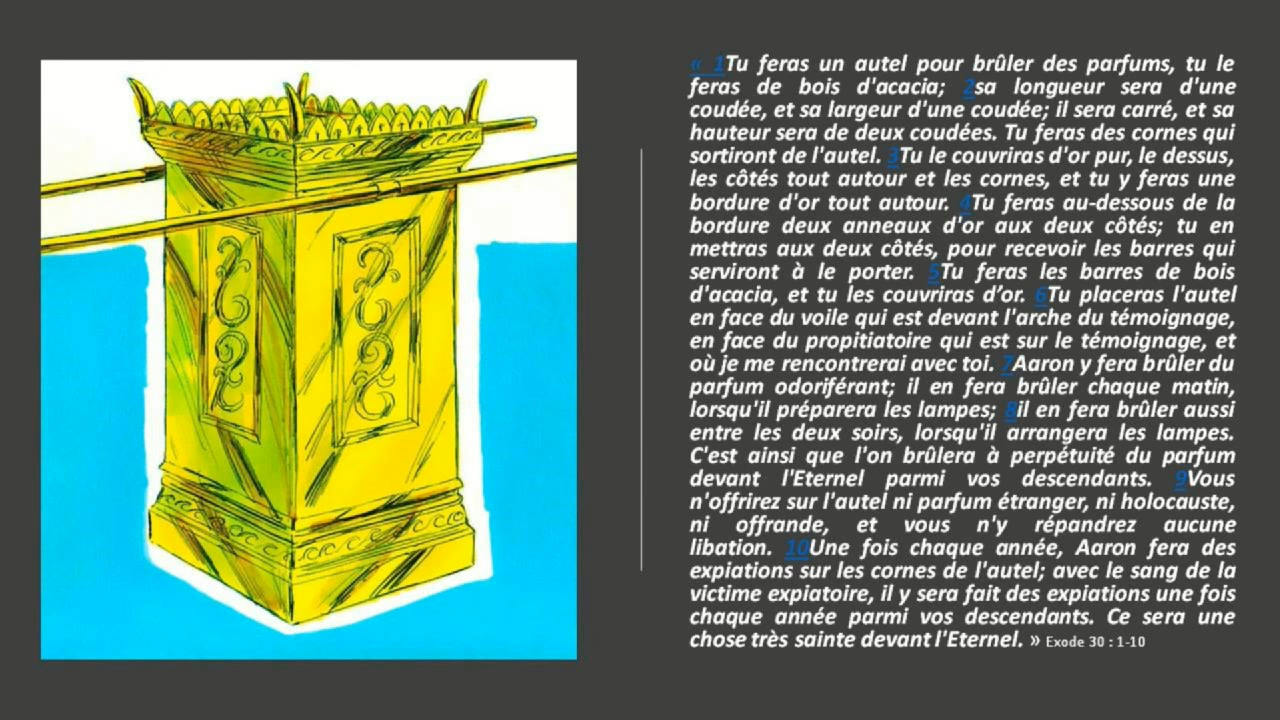 « 1Tu feras un autel pour brûler des parfums, tu le
feras de bois d'acacia; 2sa longueur sera d'une
coudée, et sa largeur d'une coudée; il sera carré, et sa
hauteur sera de deux coudées. Tu feras des cornes qui
sortiront de l'autel. 3Tu le couvriras d'or pur, le dessus,
les côtés tout autour et les cornes, et tu y feras une
bordure d'or tout autour. 4Tu feras au-dessous de la
bordure deux anneaux d'or aux deux côtés; tu en
mettras aux deux côtés, pour recevoir les barres qui
serviront à le porter. 5Tu feras les barres de bois
d'acacia, et tu les couvriras d’or. 6Tu placeras l'autel
en face du voile qui est devant l'arche du témoignage,
en face du propitiatoire qui est sur le témoignage, et
où je me rencontrerai avec toi. 7Aaron y fera brûler du
parfum odoriférant; il en fera brûler chaque matin,
lorsqu'il préparera les lampes; 8il en fera brûler aussi
entre les deux soirs, lorsqu'il arrangera les lampes.
C'est ainsi que l'on brûlera à perpétuité du parfum
devant l'Eternel parmi vos descendants. 9Vous
n'offrirez sur l'autel ni parfum étranger, ni holocauste,
ni offrande, et vous n'y répandrez aucune
libation. 10Une fois chaque année, Aaron fera des
expiations sur les cornes de l'autel; avec le sang de la
victime expiatoire, il y sera fait des expiations une fois
chaque année parmi vos descendants. Ce sera une
chose très sainte devant l'Eternel. » Exode 30 : 1-10